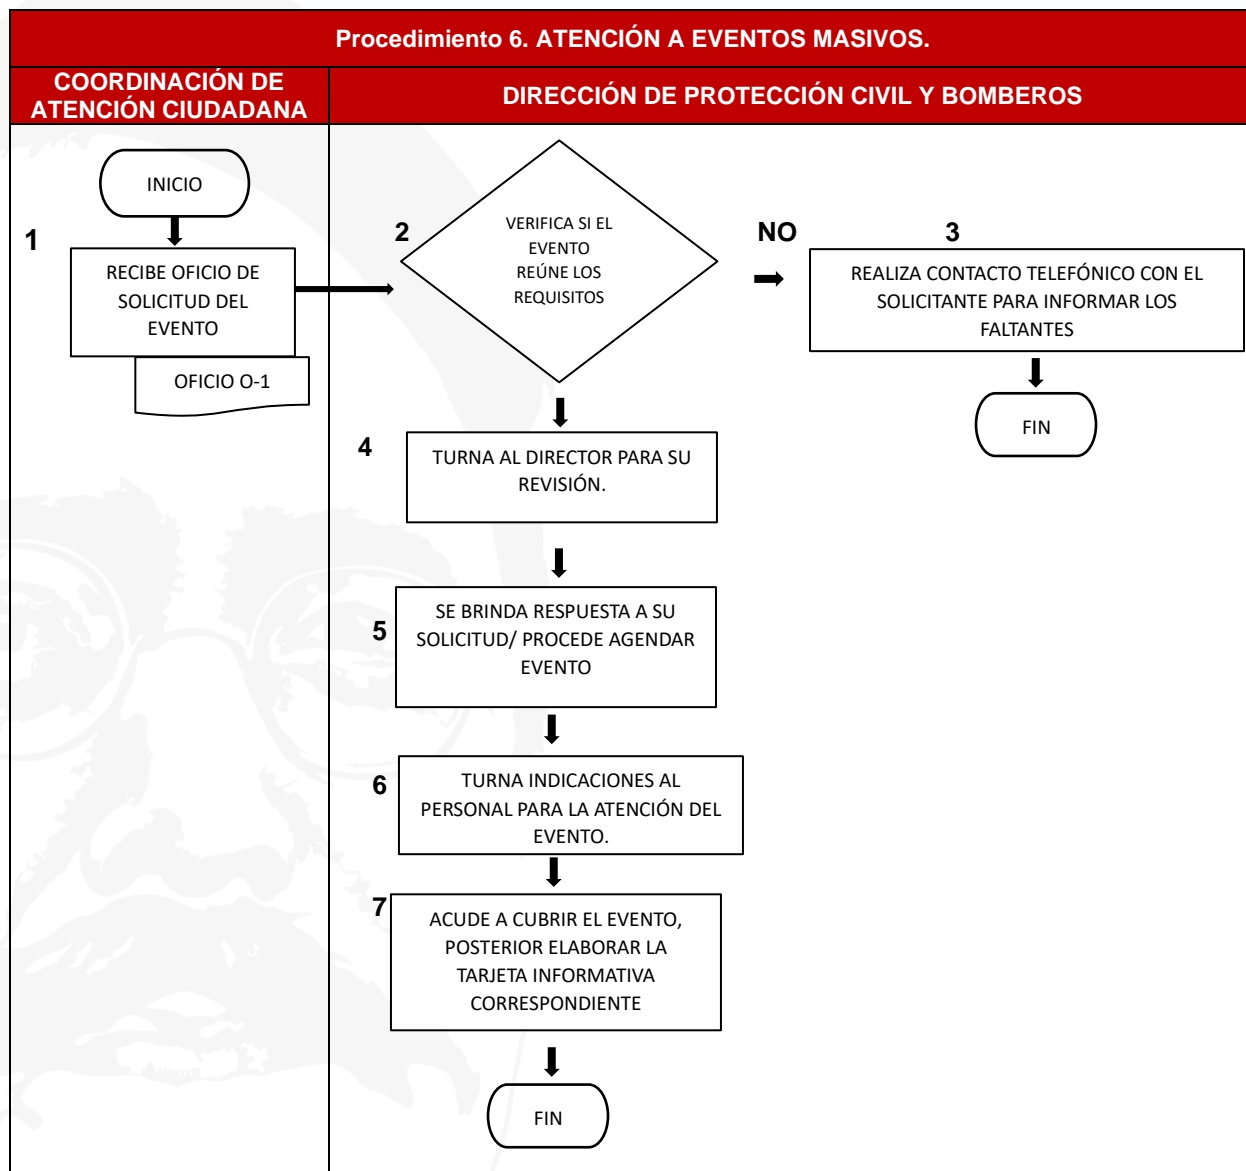 Procedimiento 6. ATENCIÓN A EVENTOS MASIVOS.
COORDINACIÓN DE
ATENCIÓN CIUDADANA
DIRECCIÓN DE PROTECCIÓN CIVIL Y BOMBEROS
INICIO
1
RECIBE OFICIO DE
SOLICITUD DEL
EVENTO
OFICIO O-1
2
VERIFICA SI EL
EVENTO
REÚNE LOS
REQUISITOS
NO
3
REALIZA CONTACTO TELEFÓNICO CON EL
SOLICITANTE PARA INFORMAR LOS
FALTANTES
FIN
4
TURNA AL DIRECTOR PARA SU
REVISIÓN.
5
SE BRINDA RESPUESTA A SU
SOLICITUD/ PROCEDE AGENDAR
EVENTO
6
TURNA INDICACIONES AL
PERSONAL PARA LA ATENCIÓN DEL
EVENTO.
7
ACUDE A CUBRIR EL EVENTO,
POSTERIOR ELABORAR LA
TARJETA INFORMATIVA
CORRESPONDIENTE
FIN